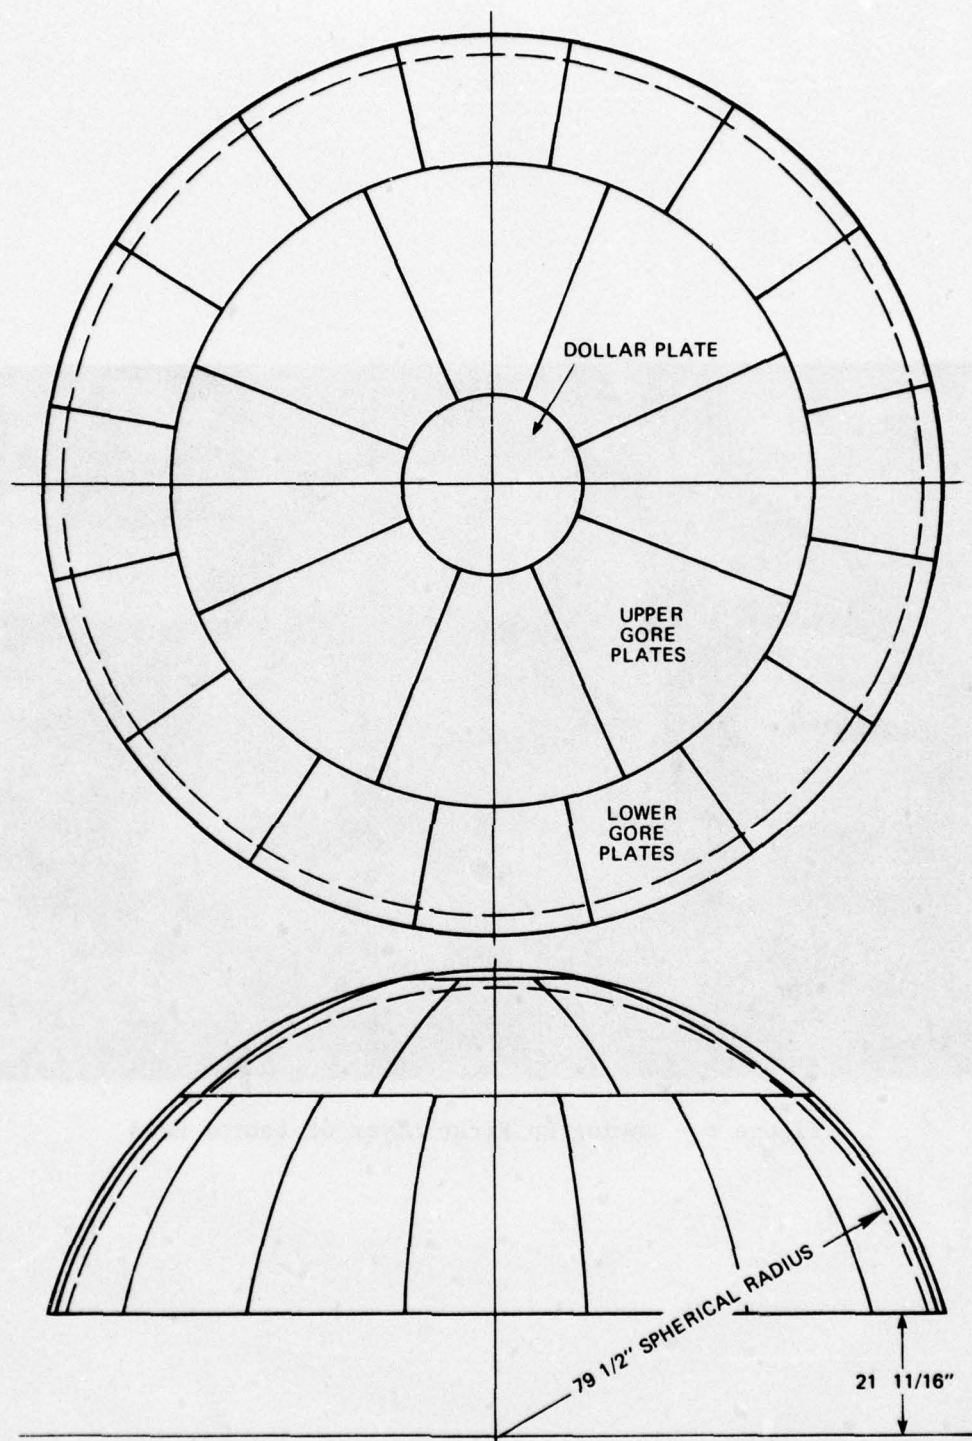 DOLLAR PLATE
UPPER
GORE
PLATES
LOWER
GORE
PLATES
79 1/2" SPHERICAL RADIUS
21 11/16"